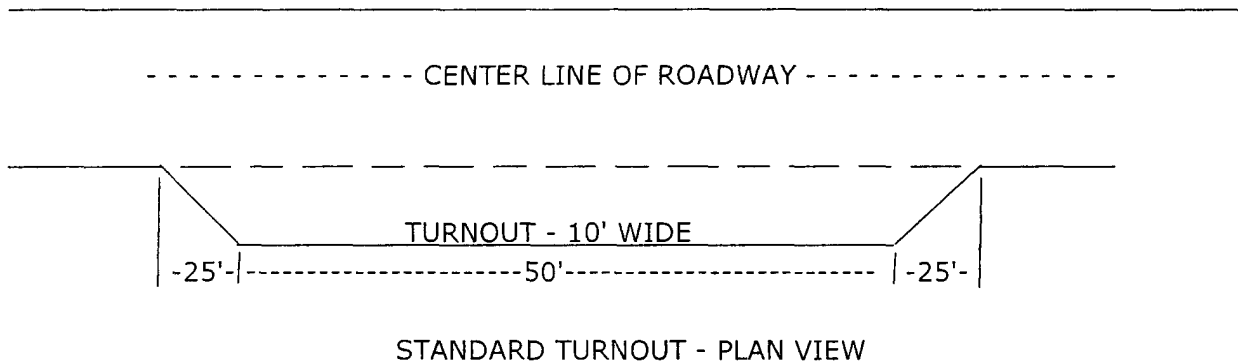 - - - - - - - - - - - - - CENTER LINE OF ROADWAY - - - - - - - - - - - - - - -
TURNOUT - 10' WIDE
-25'-|----------------------50'------------------------ | -25'-
STANDARD TURNOUT - PLAN VIEW